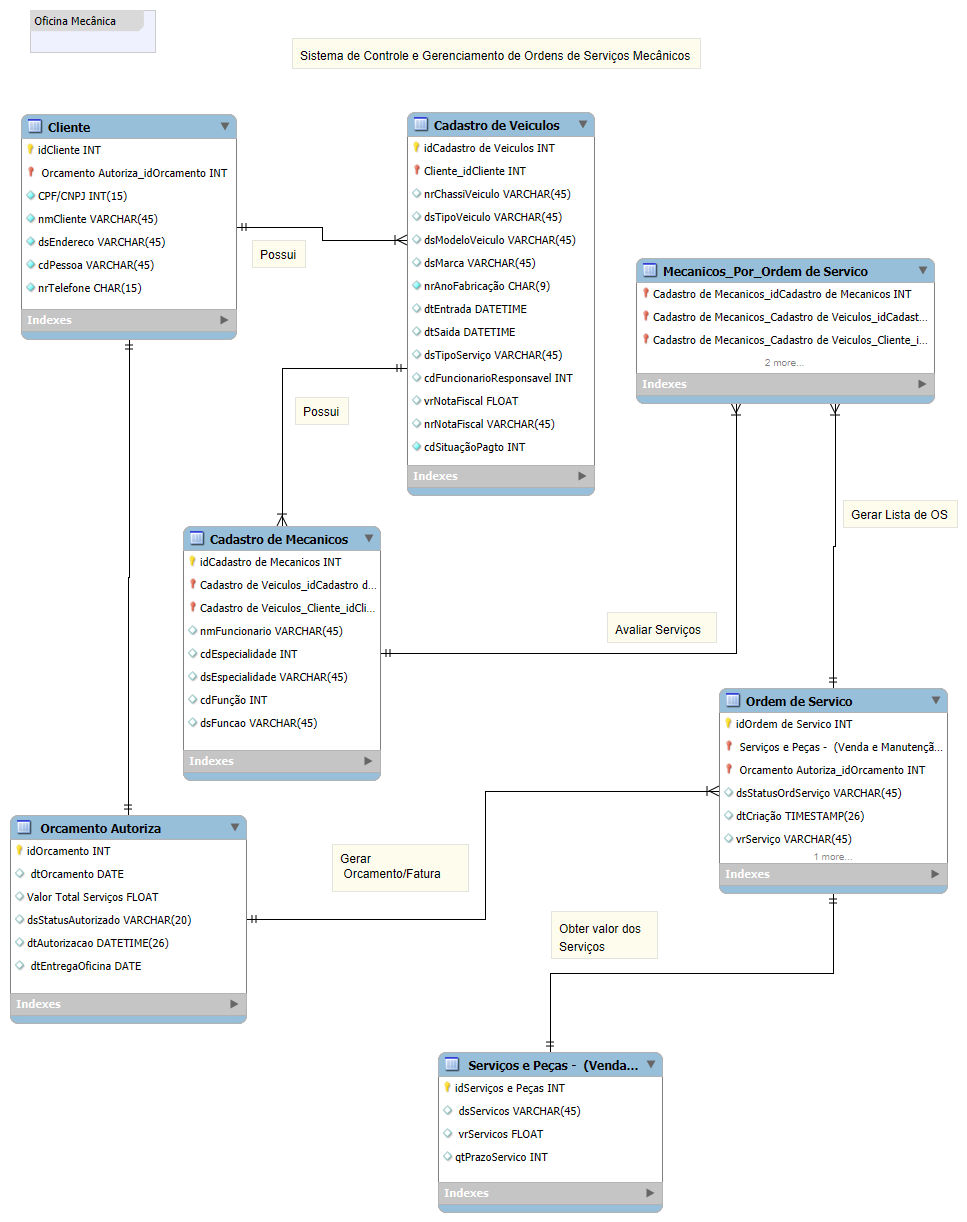 Oficina Mecânica
Sistema de Controle e Gerenciamento de Ordens de Serviços Mecânicos
Cliente
idCliente INT
Orcamento Autoriza_idOrcamento INT
CPF/CNPJ INT(15)
nmCliente VARCHAR(45)
dsEndereco VARCHAR(45)
cdPessoa VARCHAR(45)
nrTelefone CHAR(15)
Indexes
Possui
Cadastro de Veiculos
idCadastro de Veiculos INT
Cliente_idCliente INT
nrChassiVeiculo VARCHAR(45)
dsTipoVeiculo VARCHAR(45)
dsModeloVeiculo VARCHAR(45)
dsMarca VARCHAR(45)
nrAnoFabricação CHAR(9)
dtEntrada DATETIME
dtSaida DATETIME
dsTipoServiço VARCHAR(45)
cdFuncionarioResponsavel INT
vrNotaFiscal FLOAT
nrNotaFiscal VARCHAR(45)
cdSituaçãoPagto INT
Indexes
Mecanicos_Por_Ordem de Servico
Cadastro de Mecanicos_idCadastro de Mecanicos INT
Cadastro de Mecanicos_Cadastro de Veiculos_idCadast...
Cadastro de Mecanicos_Cadastro de Veiculos_Cliente_i...
2 more...
Indexes
Possui
Gerar Lista de OS
Cadastro de Mecanicos
idCadastro de Mecanicos INT
Cadastro de Veiculos_idCadastro d...
Cadastro de Veiculos_Cliente_idCli...
nmFuncionario VARCHAR(45)
cdEspecialidade INT
dsEspecialidade VARCHAR(45)
cdFunção INT
dsFuncao VARCHAR(45)
Indexes
Avaliar Serviços
Ordem de Servico
idOrdem de Servico INT
Serviços e Peças - (Venda e Manutençã...
Orcamento Autoriza_idOrcamento INT
dsStatusOrdServiço VARCHAR(45)
dtCriação TIMESTAMP(26)
vrServiço VARCHAR(45)
1 more...
Indexes
Orcamento Autoriza
idOrcamento INT
dtOrcamento DATE
Valor Total Serviços FLOAT
dsStatusAutorizado VARCHAR(20)
dtAutorizacao DATETIME(26)
dtEntregaOficina DATE
Indexes
Gerar
Orcamento/Fatura
Obter valor dos
Serviços
Serviços e Peças - (Venda...
idServiços e Peças INT
dsServicos VARCHAR(45)
vrServicos FLOAT
qtPrazoServico INT
Indexes